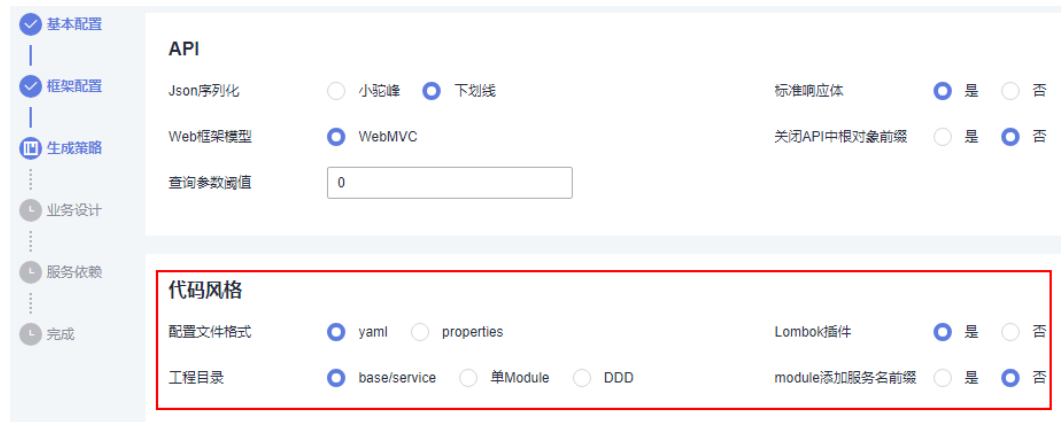 基本配置
框架配置
生成策略
业务设计
服务依赖
完成
API
Json序列化 小驼峰 下划线 标准响应体 是 否
Web框架模型 WebMVC 关闭API中根对象前缀 是 否
查询参数阈值 0
代码风格
配置文件格式 yaml properties Lombok插件 是 否
工程目录 base/service 单Module DDD module添加服务名前缀 是 否